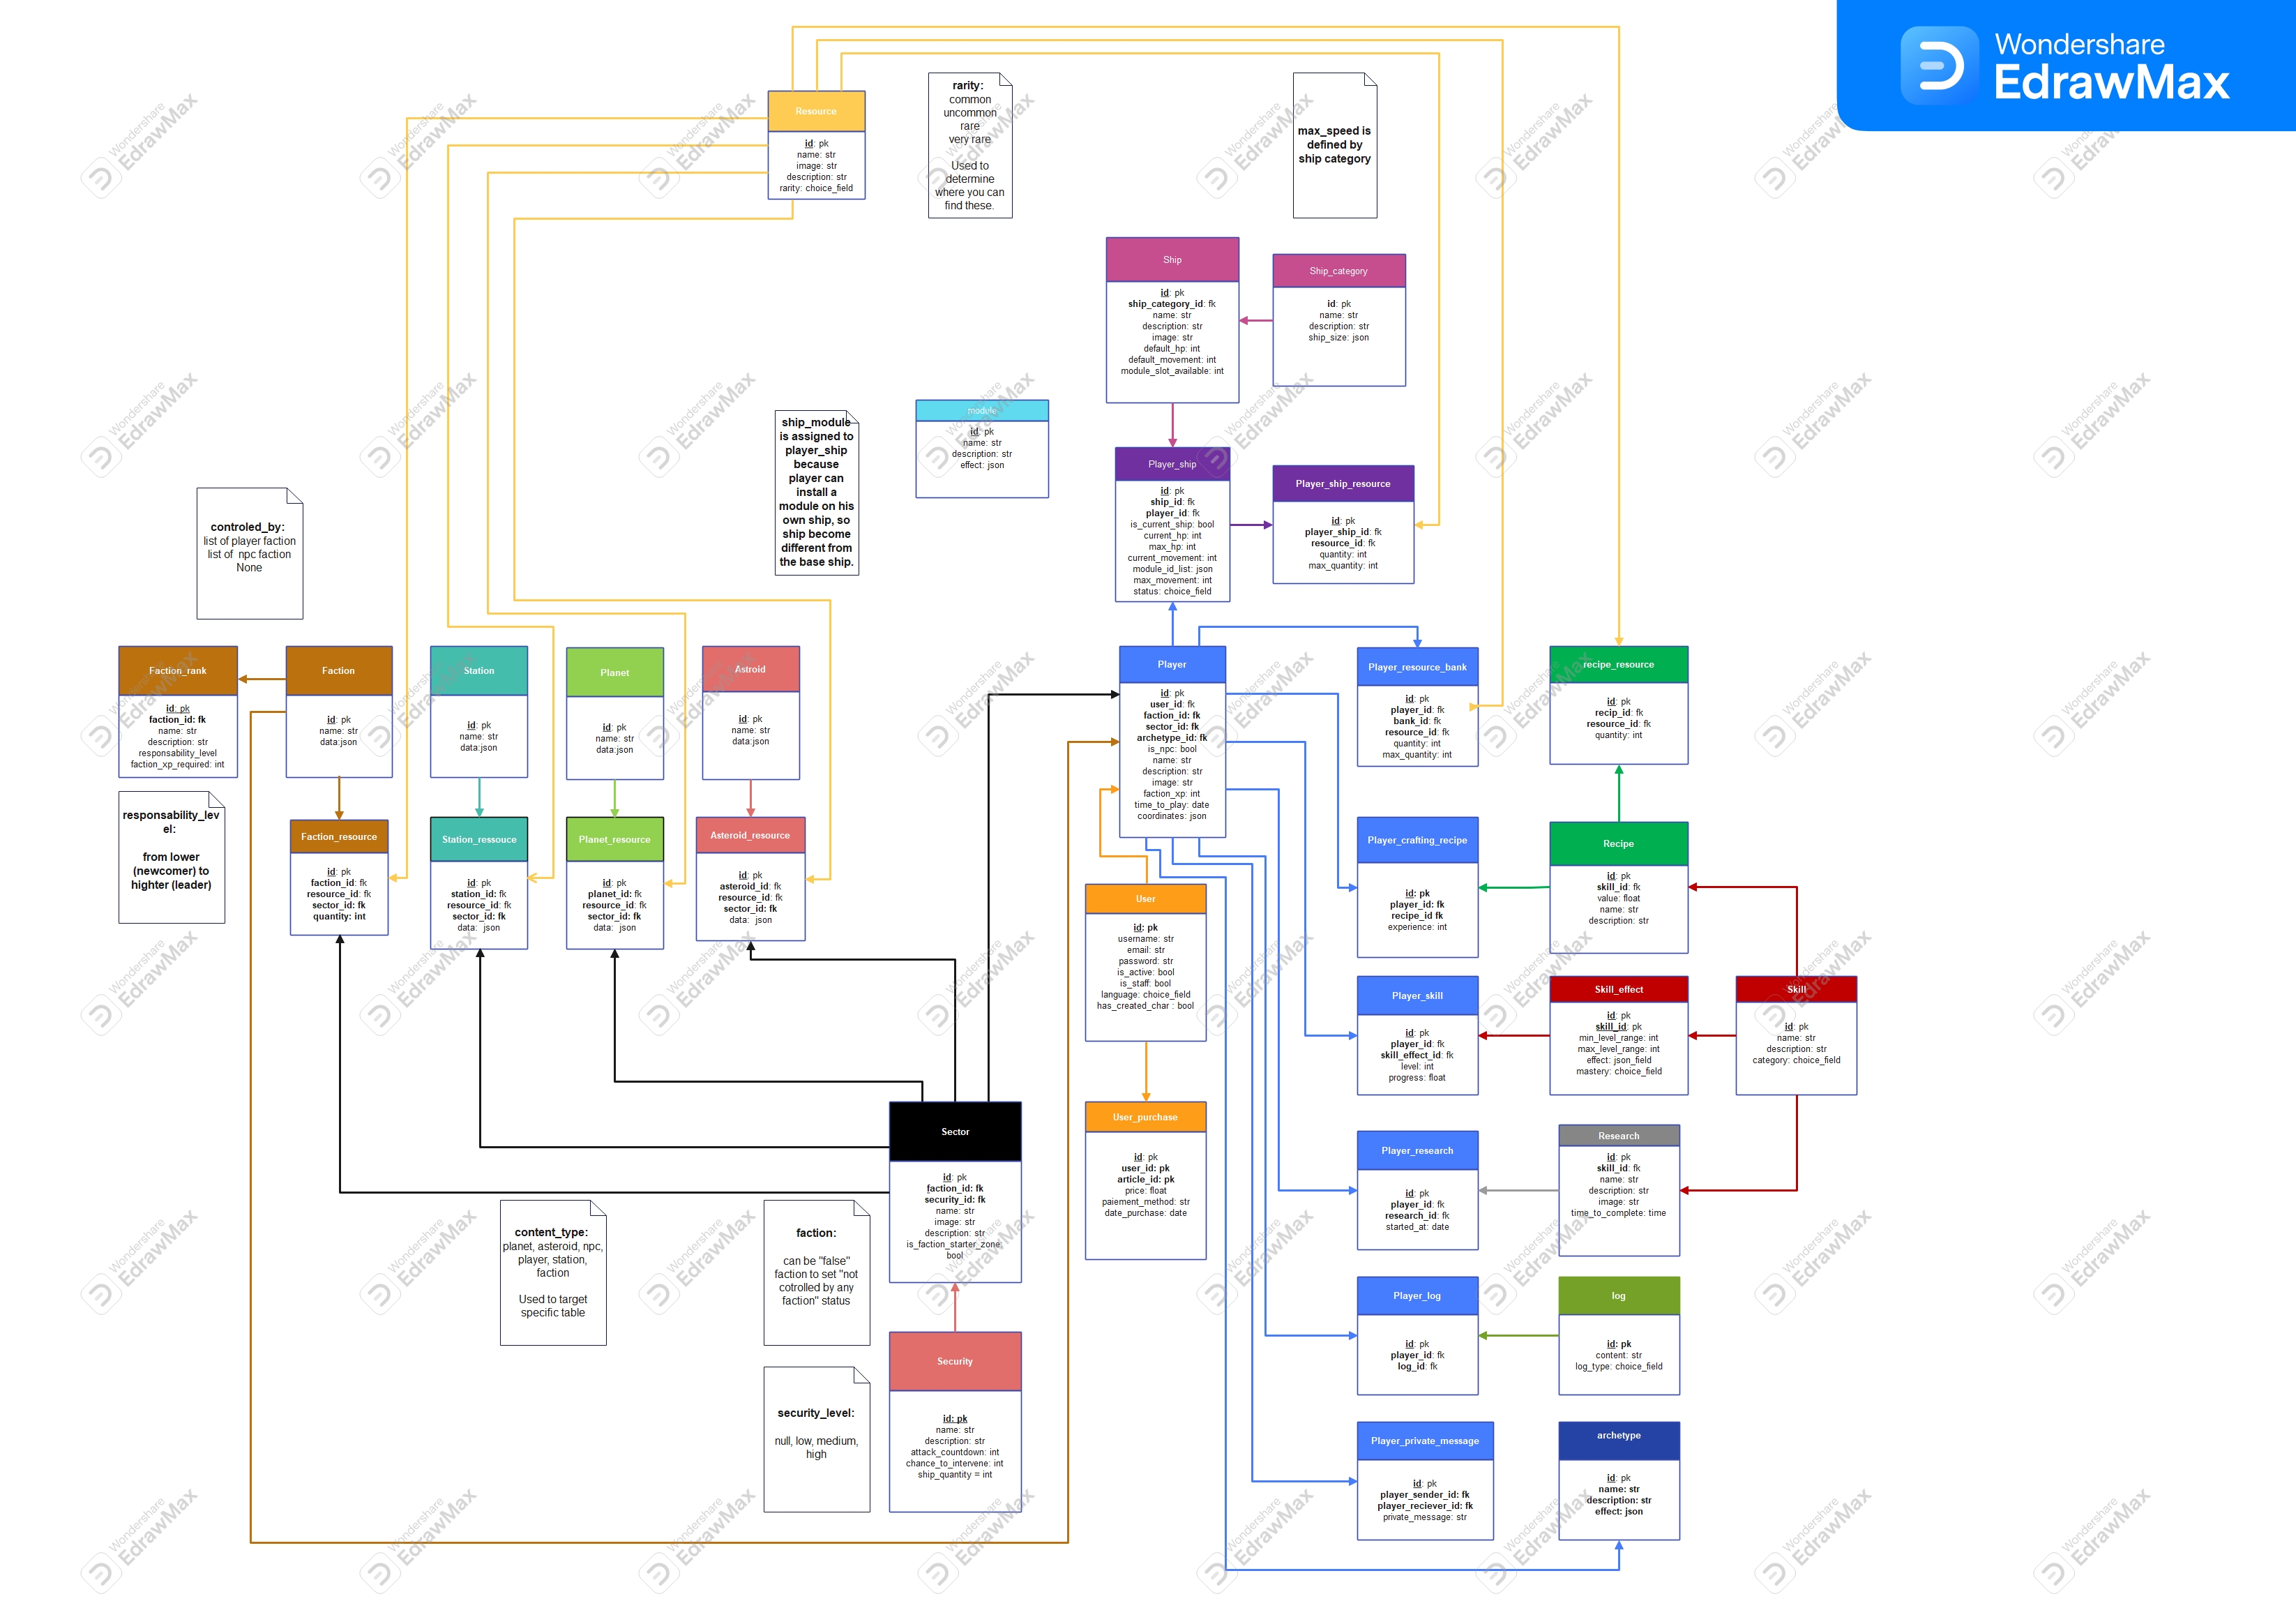 Wondershare
EdrawMax
Resource
id: pk
name: str
image: str
description: str
rarity: choice_field
rarity:
common
uncommon
rare
very rare
Used to
determine
where you can
find these.
max_speed is
defined by
ship category
Ship
id: pk
ship_category_id: fk
name: str
description: str
image: str
default_hp: int
default_movement: int
module_slot_available: int
Ship_category
id: pk
name: str
description: str
ship_size: json
module
id: pk
name: str
description: str
effect: json
ship_module
is assigned to
player_ship
because
player can
install a
module on his
own ship, so
ship become
different from
the base ship.
Player_ship
id: pk
ship_id: fk
player_id: fk
is_current_ship: bool
current_hp: int
max_hp: int
current_movement: int
module_id_list: json
max_movement: int
status: choice_field
Player_ship_resource
id: pk
player_ship_id: fk
resource_id: fk
quantity: int
max_quantity: int
controled_by:
list of player faction
list of npc faction
None
Faction_rank
id: pk
faction_id: fk
name: str
description: str
responsability_level
faction_xp_required: int
Faction
id: pk
name: str
data:json
Station
id: pk
name: str
data:json
Planet
id: pk
name: str
data:json
Astroid
id: pk
name: str
data:json
Player
id: pk
user_id: fk
faction_id: fk
sector_id: fk
archetype_id: fk
is_npc: bool
name: str
description: str
image: str
faction_xp: int
time_to_play: date
coordinates: json
Player_resource_bank
id: pk
player_id: fk
bank_id: fk
resource_id: fk
quantity: int
max_quantity: int
recipe_resource
id: pk
recip_id: fk
resource_id: fk
quantity: int
responsability_lev
el:
from lower
(newcomer) to
highter (leader)
Faction_resource
id: pk
faction_id: fk
resource_id: fk
sector_id: fk
quantity: int
Station_ressouce
id: pk
station_id: fk
resource_id: fk
sector_id: fk
data: json
Planet_resource
id: pk
planet_id: fk
resource_id: fk
sector_id: fk
data: json
Asteroid_resource
id: pk
asteroid_id: fk
resource_id: fk
sector_id: fk
data: json
Player_crafting_recipe
id: pk
player_id: fk
recipe_id fk
experience: int
Recipe
id: pk
skill_id: fk
value: float
name: str
description: str
User
id: pk
username: str
email: str
password: str
is_active: bool
is_staff: bool
language: choice_field
has_created_char : bool
Player_skill
id: pk
player_id: fk
skill_effect_id: fk
level: int
progress: float
Skill_effect
id: pk
skill_id: pk
min_level_range: int
max_level_range: int
effect: json_field
mastery: choice_field
Skill
id: pk
name: str
description: str
category: choice_field
Sector
id: pk
faction_id: fk
security_id: fk
name: str
image: str
description: str
is_faction_starter_zone:
bool
User_purchase
id: pk
user_id: pk
article_id: pk
price: float
paiement_method: str
date_purchase: date
Player_research
id: pk
player_id: fk
research_id: fk
started_at: date
Research
id: pk
skill_id: fk
name: str
description: str
image: str
time_to_complete: time
content_type:
planet, asteroid, npc,
player, station,
faction
Used to target
specific table
faction:
can be "false"
faction to set "not
cotrolled by any
faction" status
Player_log
id: pk
player_id: fk
log_id: fk
log
id: pk
content: str
log_type: choice_field
security_level:
null, low, medium,
high
Security
id: pk
name: str
description: str
attack_countdown: int
chance_to_intervene: int
ship_quantity = int
Player_private_message
id: pk
player_sender_id: fk
player_reciever_id: fk
private_message: str
archetype
id: pk
name: str
description: str
effect: json